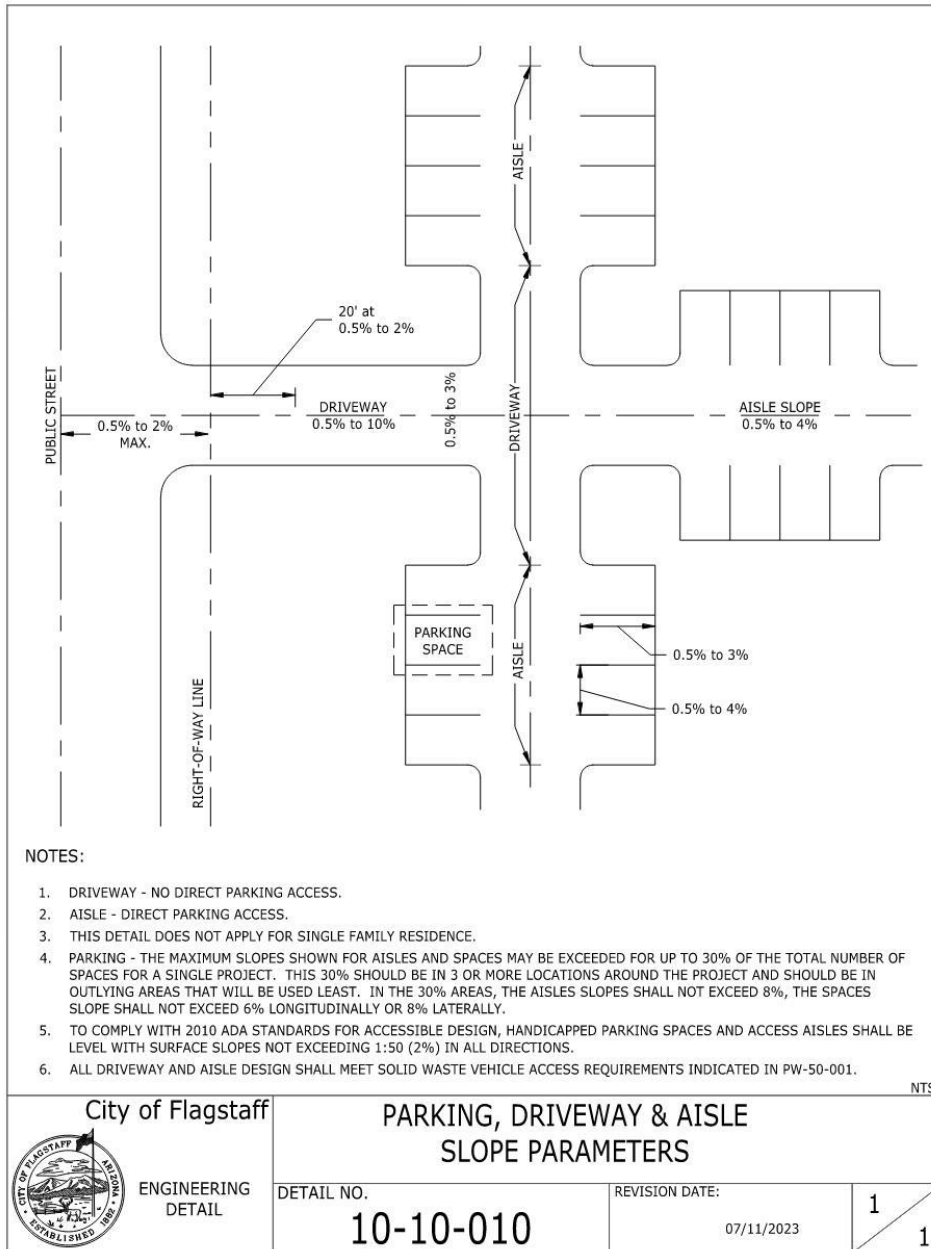 AISLE
20' at
0.5% to 2%
PUBLIC STREET
0.5% to 2%
MAX.
DRIVEWAY
0.5% to 10%
0.5% to 3%
DRIVEWAY
AISLE SLOPE
0.5% to 4%
PARKING
SPACE
AISLE
0.5% to 3%
0.5% to 4%
RIGHT-OF-WAY LINE
NOTES:
1. DRIVEWAY - NO DIRECT PARKING ACCESS.
2. AISLE - DIRECT PARKING ACCESS.
3. THIS DETAIL DOES NOT APPLY FOR SINGLE FAMILY RESIDENCE.
4. PARKING - THE MAXIMUM SLOPES SHOWN FOR AISLES AND SPACES MAY BE EXCEEDED FOR UP TO 30% OF THE TOTAL NUMBER OF
SPACES FOR A SINGLE PROJECT. THIS 30% SHOULD BE IN 3 OR MORE LOCATIONS AROUND THE PROJECT AND SHOULD BE IN
OUTLYING AREAS THAT WILL BE USED LEAST. IN THE 30% AREAS, THE AISLES SLOPES SHALL NOT EXCEED 8%, THE SPACES
SLOPE SHALL NOT EXCEED 6% LONGITUDINALLY OR 8% LATERALLY.
5. TO COMPLY WITH 2010 ADA STANDARDS FOR ACCESSIBLE DESIGN, HANDICAPPED PARKING SPACES AND ACCESS AISLES SHALL BE
LEVEL WITH SURFACE SLOPES NOT EXCEEDING 1:50 (2%) IN ALL DIRECTIONS.
6. ALL DRIVEWAY AND AISLE DESIGN SHALL MEET SOLID WASTE VEHICLE ACCESS REQUIREMENTS INDICATED IN PW-50-001.
NTS
City of Flagstaff
CITY OF FLAGSTAFF ARIZONA
ESTABLISHED 1882
ENGINEERING
DETAIL
PARKING, DRIVEWAY & AISLE
SLOPE PARAMETERS
DETAIL NO.
10-10-010
REVISION DATE:
07/11/2023
1
1